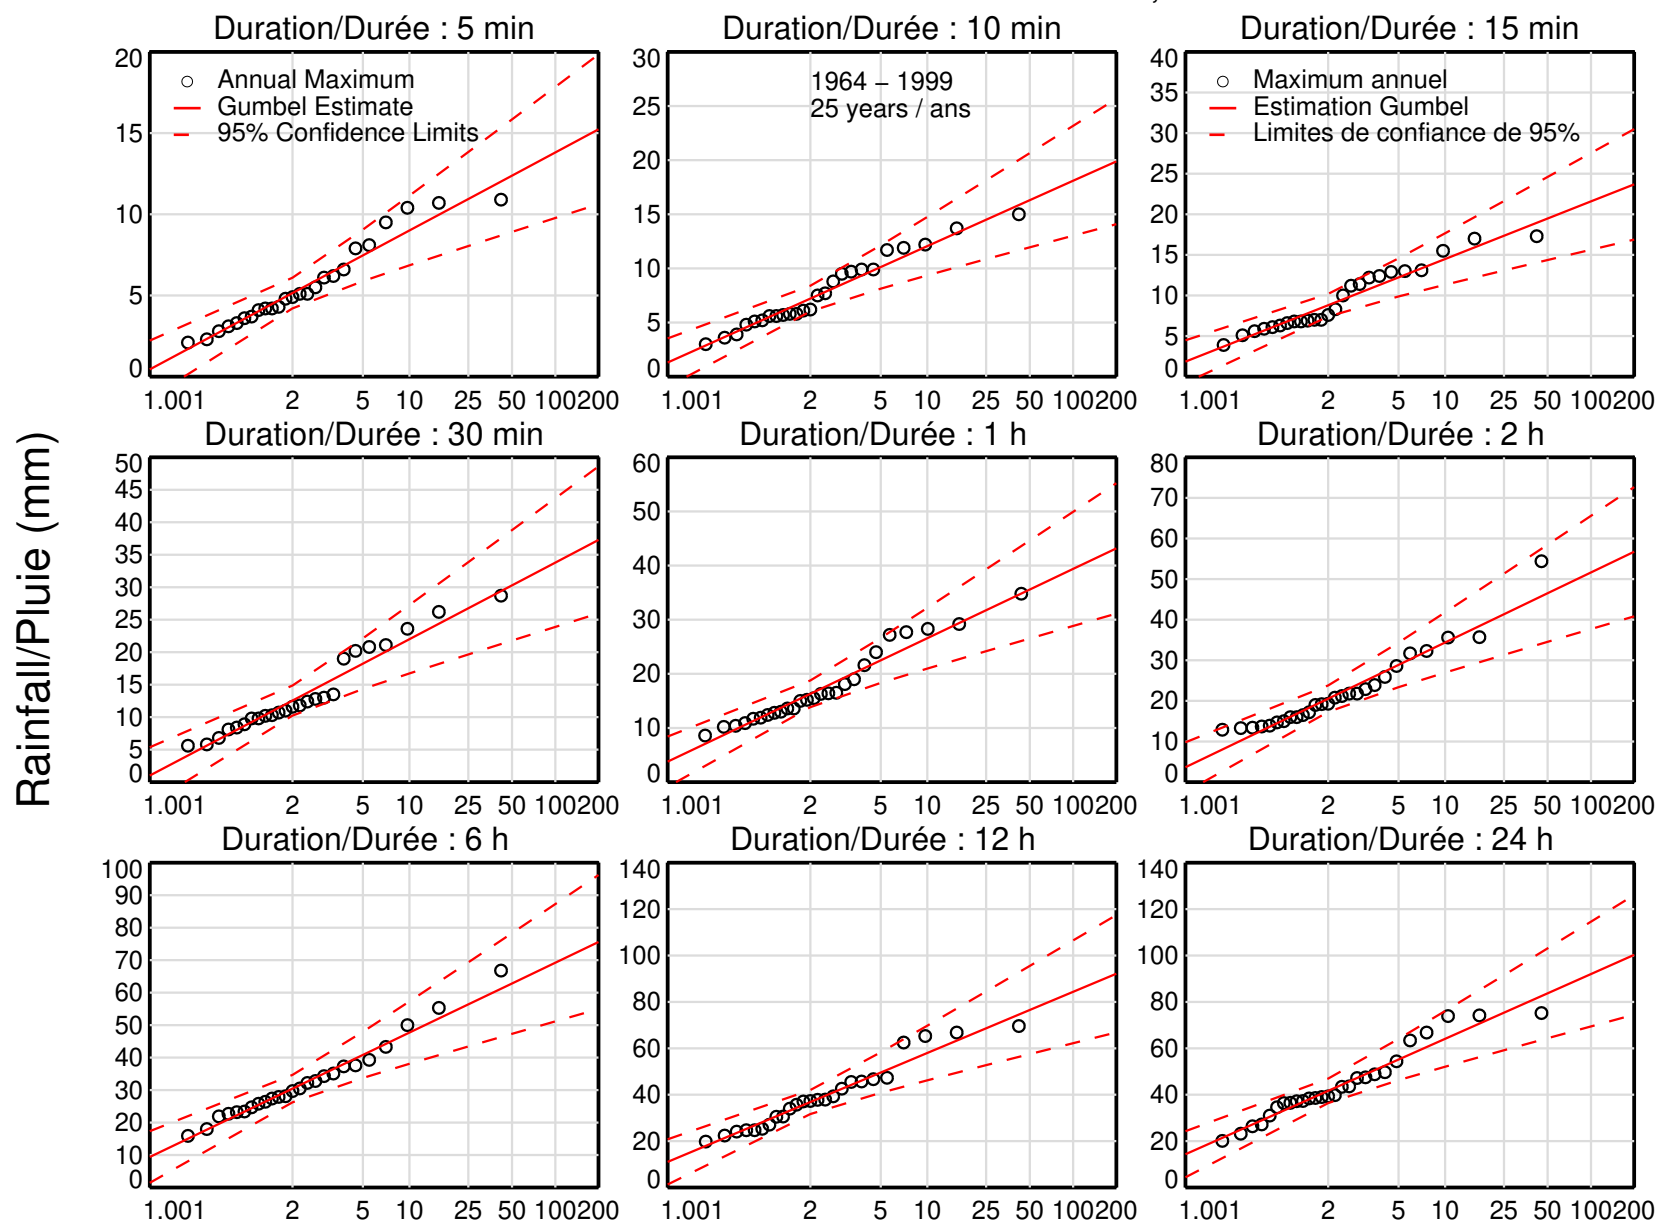 Duration/Durée : 5 min
Duration/Durée : 10 min
Duration/Durée : 15 min
20
15
10
5
0
Annual Maximum
Gumbel Estimate
95% Confidence Limits
1.001 2 5 10 25 50 100200
30
25
20
15
10
5
0
1964 – 1999
25 years / ans
1.001 2 5 10 25 50 100200
40
35
30
25
20
15
10
5
0
Maximum annuel
Estimation Gumbel
Limites de confiance de 95%
1.001 2 5 10 25 50 100200
Rainfall/Pluie (mm)
Duration/Durée : 30 min
Duration/Durée : 1 h
Duration/Durée : 2 h
50
45
40
35
30
25
20
15
10
5
0
1.001 2 5 10 25 50 100200
60
50
40
30
20
10
0
1.001 2 5 10 25 50 100200
80
70
60
50
40
30
20
10
0
1.001 2 5 10 25 50 100200
Duration/Durée : 6 h
Duration/Durée : 12 h
Duration/Durée : 24 h
100
90
80
70
60
50
40
30
20
10
0
1.001 2 5 10 25 50 100200
140
120
100
80
60
40
20
0
1.001 2 5 10 25 50 100200
140
120
100
80
60
40
20
0
1.001 2 5 10 25 50 100200